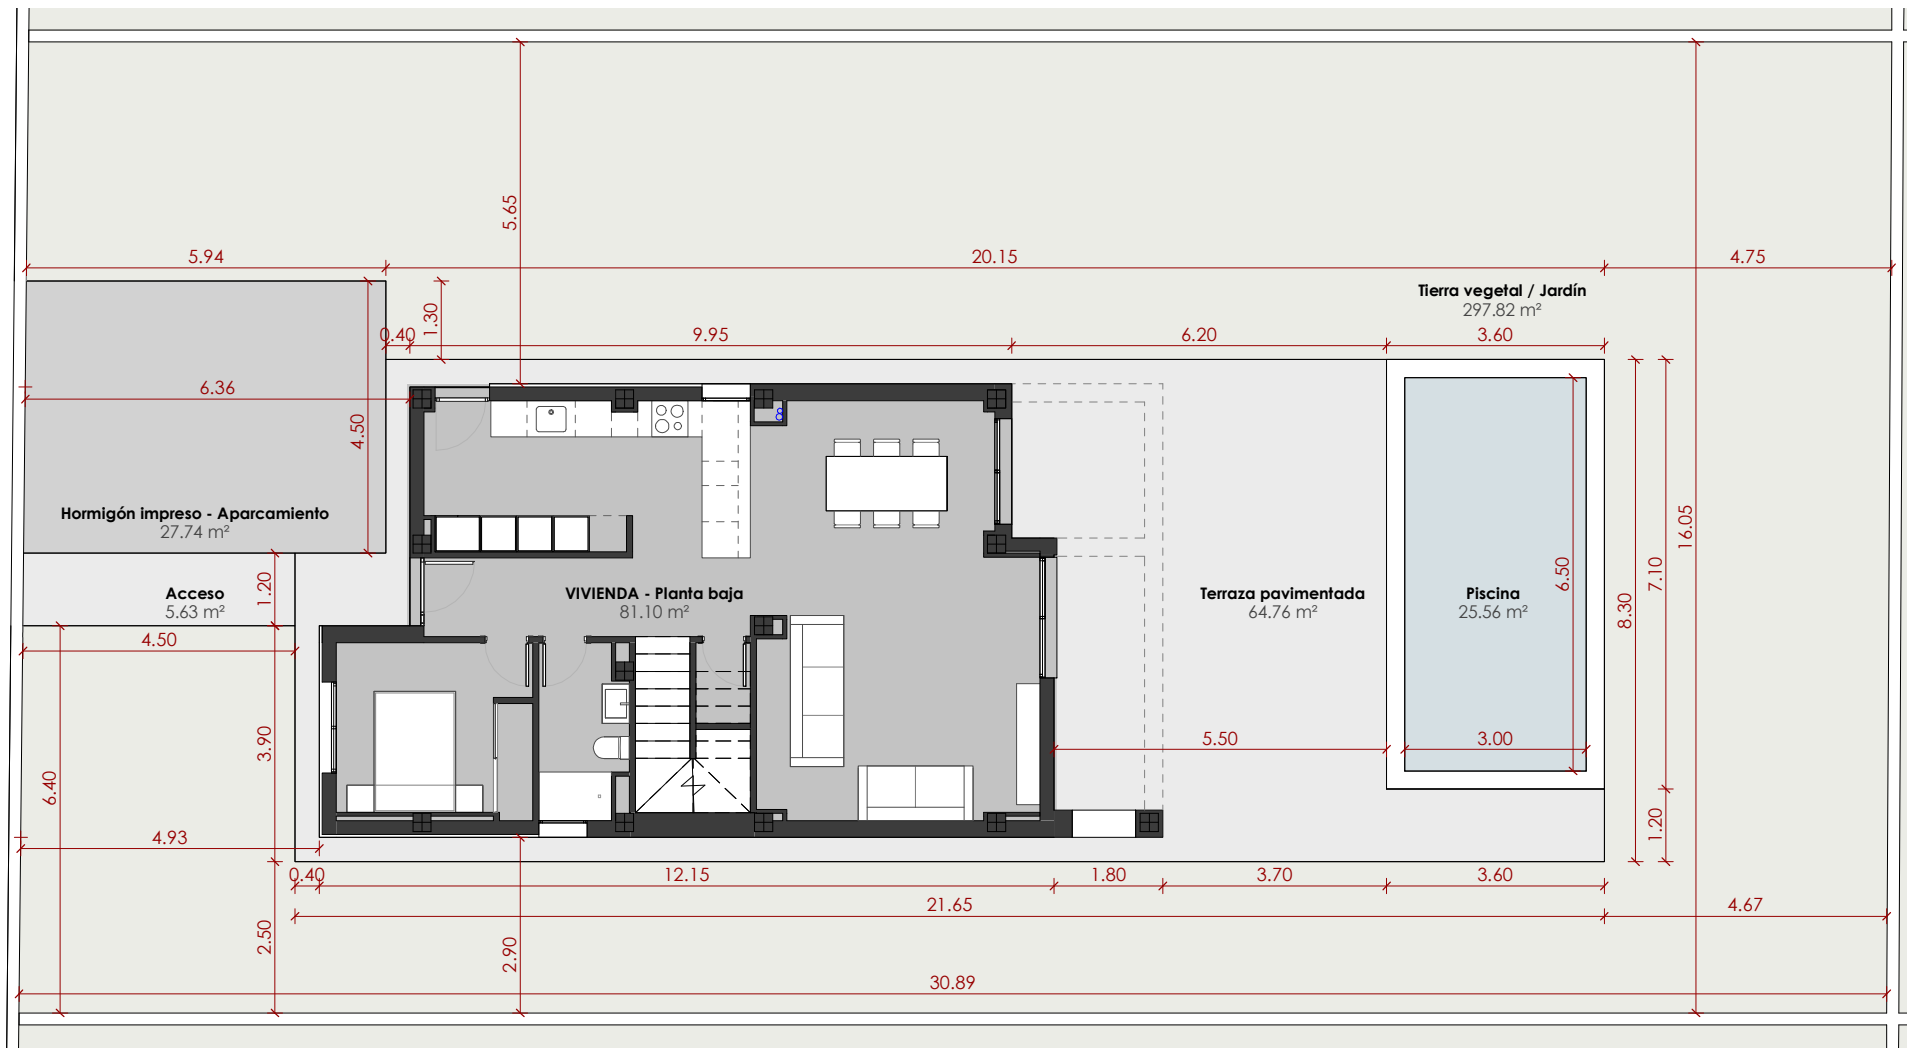 5.65
5.94
20.15
4.75
Tierra vegetal / Jardín
297.82 m²
1.30
0.40
9.95
6.20
3.60
6.36
4.50
Hormigón impreso - Aparcamiento
27.74 m²
16.05
Acceso
5.63 m²
1.20
VIVIENDA - Planta baja
81.10 m²
Terraza pavimentada
64.76 m²
Piscina
25.56 m²
6.50
8.30
7.10
4.50
3.90
6.40
5.50
3.00
4.93
1.20
0.40
12.15
1.80
3.70
3.60
21.65
4.67
2.50
2.90
30.89